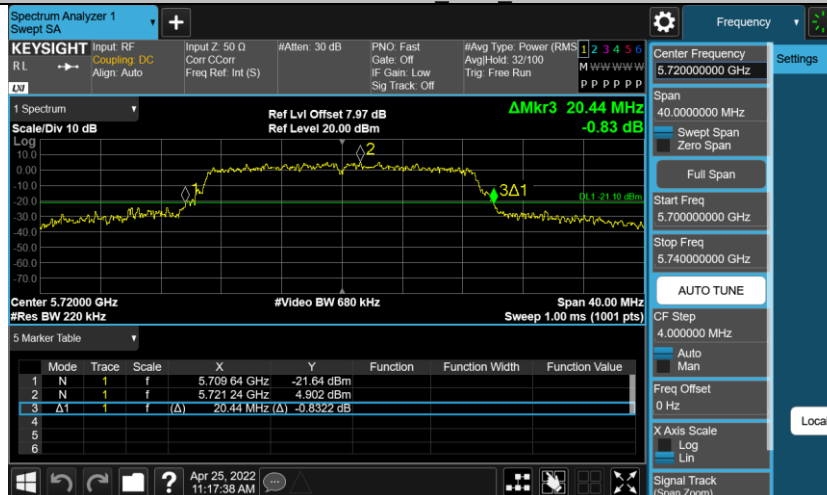 Spectrum Analyzer 1
Swept SA
+
Frequency
KEYSIGHT
RL
LXI
Input: RF
Coupling: DC
Align: Auto
Input Z: 50 Ω
Corr CCorr
Freq Ref: Int (S)
#Atten: 30 dB
PNO: Fast
Gate: Off
IF Gain: Low
Sig Track: Off
#Avg Type: Power (RMS
Avg|Hold: 32/100
Trig: Free Run
1 2 3 4 5 6
M W W W W W
P P P P P P
1 Spectrum
Scale/Div 10 dB
Ref Lvl Offset 7.97 dB
Ref Level 20.00 dBm
ΔMkr3 20.44 MHz
-0.83 dB
Log
10.0
0.00
-10.0
-20.0
-30.0
-40.0
-50.0
-60.0
-70.0
1
2
3Δ1
DL1 -21.10 dBm
Center 5.72000 GHz
#Res BW 220 kHz
#Video BW 680 kHz
Span 40.00 MHz
Sweep 1.00 ms (1001 pts)
5 Marker Table
Mode Trace Scale X Y Function Function Width Function Value
1 N 1 f 5.709 64 GHz -21.64 dBm
2 N 1 f 5.721 24 GHz 4.902 dBm
3 Δ1 1 f (Δ) 20.44 MHz (Δ) -0.8322 dB
4
5
6
?
Apr 25, 2022
11:17:38 AM
Center Frequency
5.720000000 GHz
Span
40.0000000 MHz
Swept Span
Zero Span
Full Span
Start Freq
5.700000000 GHz
Stop Freq
5.740000000 GHz
AUTO TUNE
CF Step
4.000000 MHz
Auto
Man
Freq Offset
0 Hz
X Axis Scale
Log
Lin
Signal Track
(Span Zoom)
Settings
Local